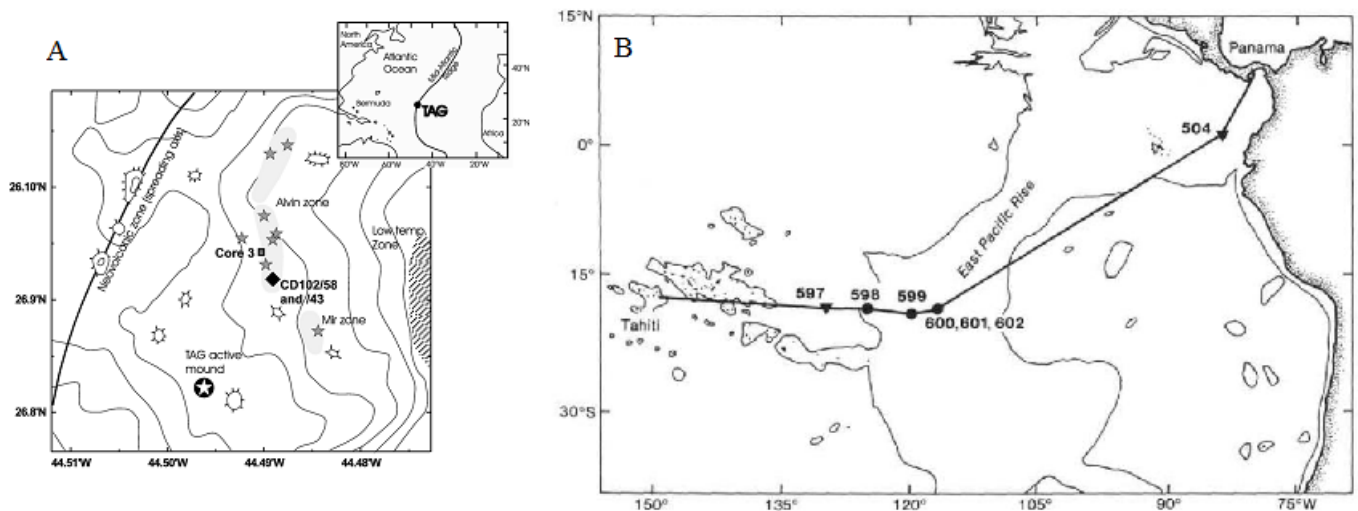 A
North
America
Atlantic
Ocean
Mid-Atlantic
Ridge
Bermuda
TAG
Africa
40°N
20°N
60°W
40°W
20°W
26.10'N
26.9'N
26.8'N
Neovolcanic zone (spreading axis)
Alvin zone
Low temp.
Zone
Core 3
CD102/58
and /43
Mir zone
TAG active
mound
44.51°W
44.50°W
44.49°W
44.48°W
B
15°N
0°
15°
30°S
Panama
504
East Pacific Rise
597
598
599
600, 601, 602
Tahiti
150°
135°
120°
105°
90°
75°W